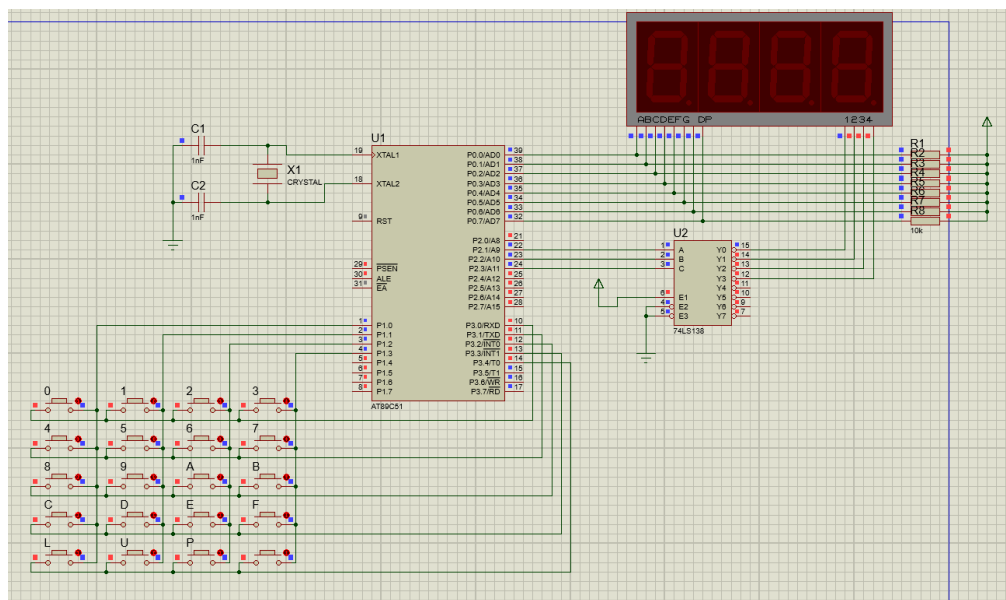 ABCDEFG DP 1234
C1
1nF
X1
CRYSTAL
C2
1nF
U1
19 XTAL1
18 XTAL2
9 RST
29 PSEN
30 ALE
31 EA
1 P1.0
2 P1.1
3 P1.2
4 P1.3
5 P1.4
6 P1.5
7 P1.6
8 P1.7
P0.0/AD0 39
P0.1/AD1 38
P0.2/AD2 37
P0.3/AD3 36
P0.4/AD4 35
P0.5/AD5 34
P0.6/AD6 33
P0.7/AD7 32
P2.0/A8 21
P2.1/A9 22
P2.2/A10 23
P2.3/A11 24
P2.4/A12 25
P2.5/A13 26
P2.6/A14 27
P2.7/A15 28
P3.0/RXD 10
P3.1/TXD 11
P3.2/INT0 12
P3.3/INT1 13
P3.4/T0 14
P3.5/T1 15
P3.6/WR 16
P3.7/RD 17
AT89C51
R1
R2
R3
R4
R5
R6
R7
R8
10k
U2
1 A
2 B
3 C
6 E1
4 E2
5 E3
Y0 15
Y1 14
Y2 13
Y3 12
Y4 11
Y5 10
Y6 9
Y7 7
74LS138
0 1 2 3
4 5 6 7
8 9 A B
C D E F
L U P